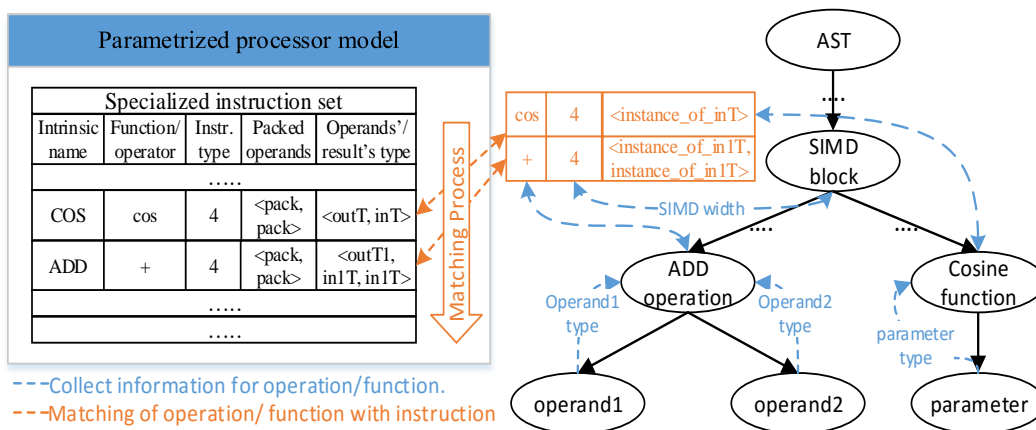 Parametrized processor model
Specialized instruction set
Intrinsic name
Function/ operator
Instr. type
Packed operands
Operands'/ result's type
.....
COS
cos
4
<pack, pack>
<outT, inT>
ADD
+
4
<pack, pack>
<outT1, in1T, in1T>
.....
.....
Matching Process
cos
4
<instance_of_inT>
+
4
<instance_of_in1T,
instance_of_in1T>
SIMD width
AST
....
SIMD
block
....
....
ADD
operation
Cosine
function
Operand1
type
Operand2
type
parameter
type
operand1
operand2
parameter
Collect information for operation/function.
Matching of operation/ function with instruction